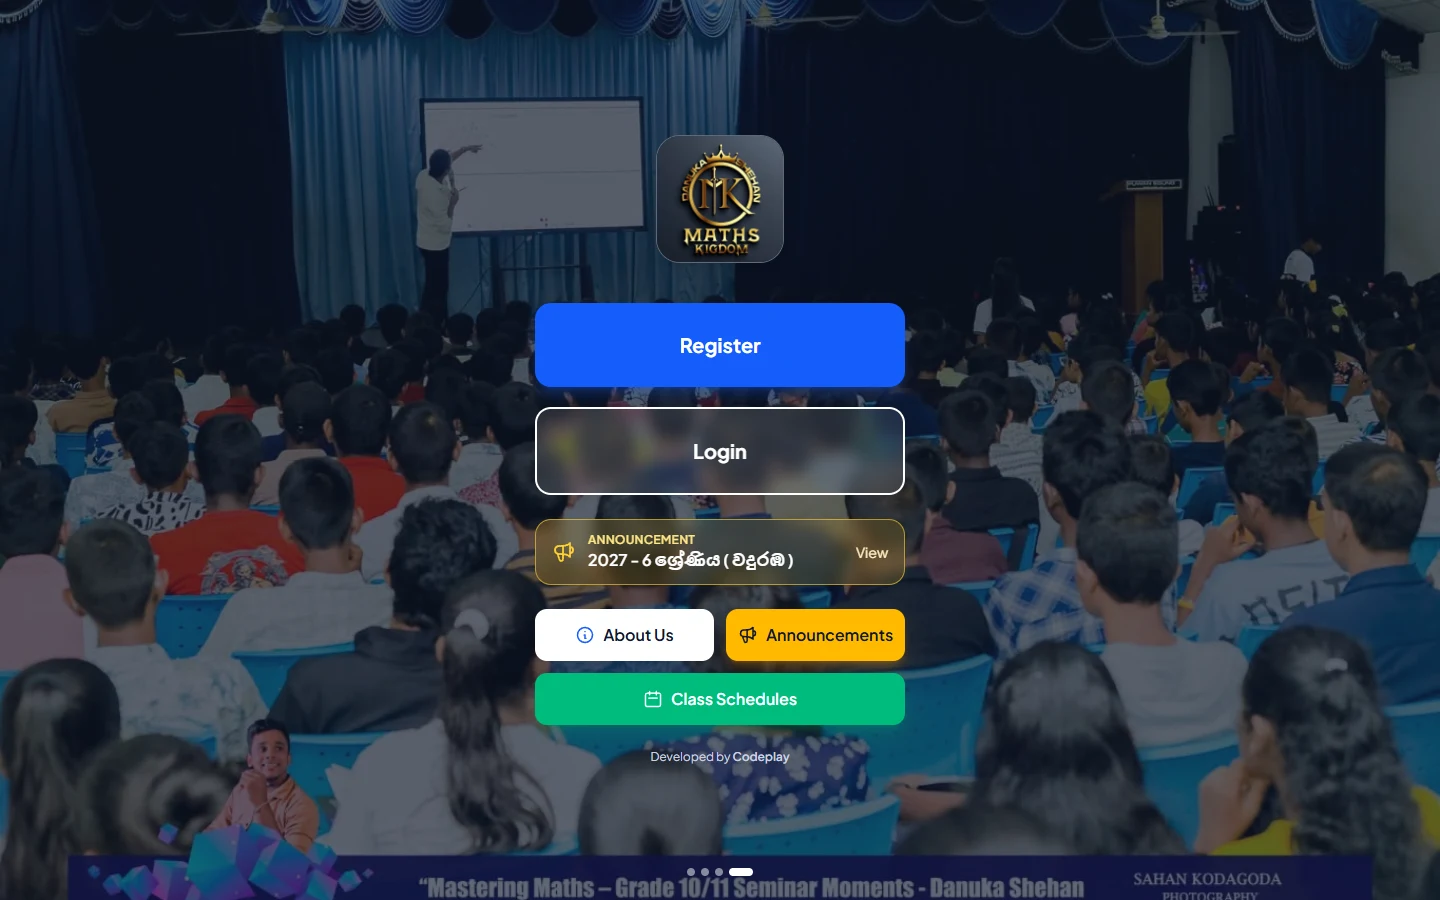 DANUKA SHEHAN
MK
MATHS
KIGDOM
Register
Login
ANNOUNCEMENT
2027 - 6 ශ්‍රේණිය ( වදුරඹ )
View
About Us
Announcements
Class Schedules
Developed by Codeplay
“Mastering Maths – Grade 10/11 Seminar Moments - Danuka Shehan
SAHAN KODAGODA
PHOTOGRAPHY